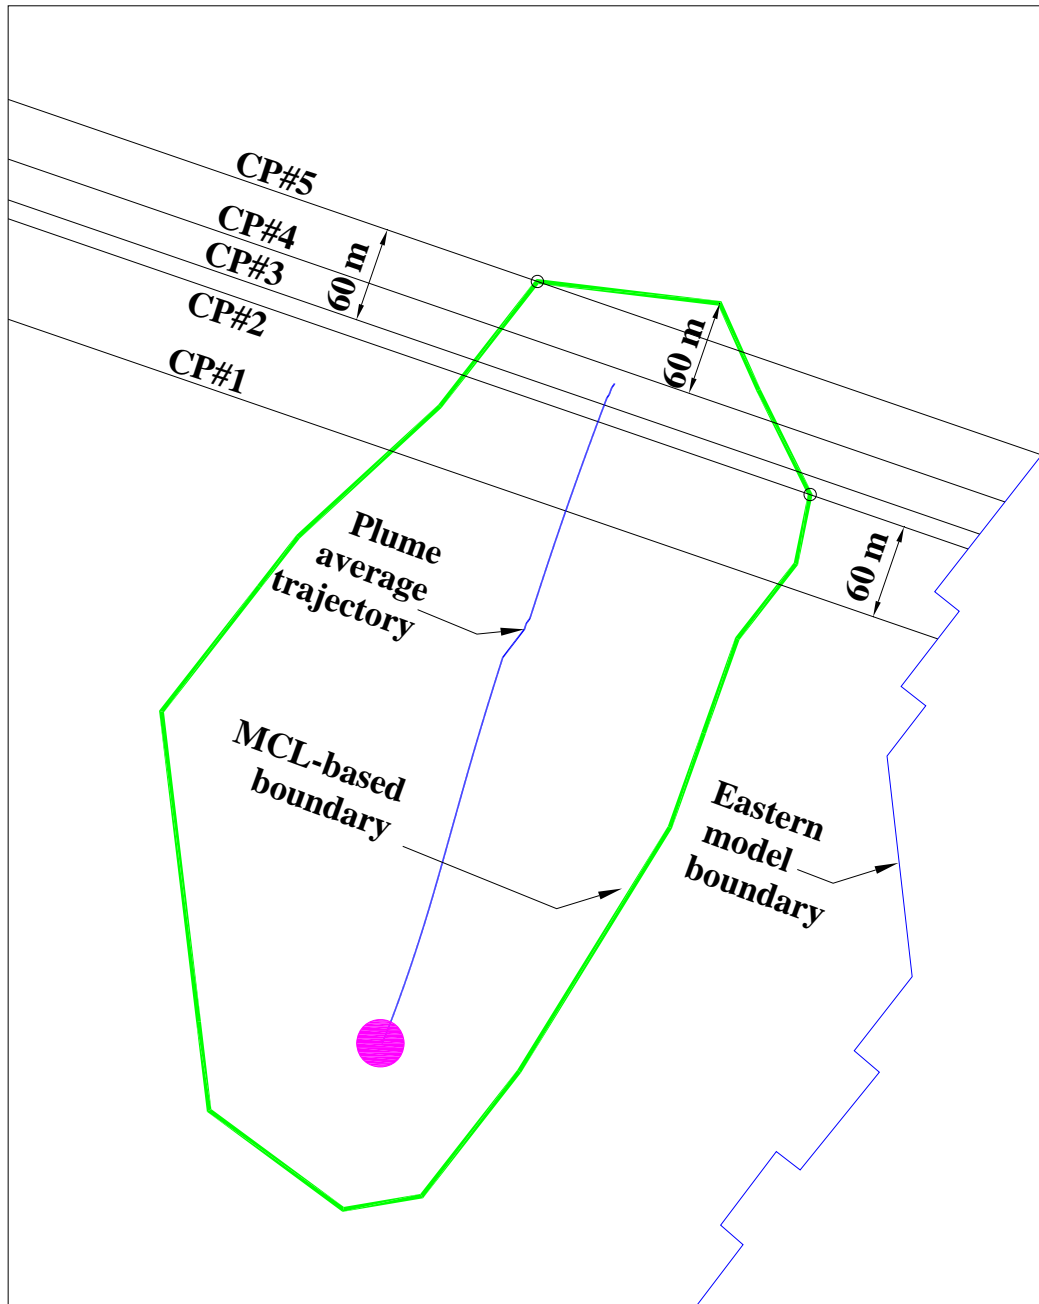 CP#5
CP#4
CP#3
CP#2
CP#1
60 m
60 m
60 m
Plume
average
trajectory
MCL-based
boundary
Eastern
model
boundary